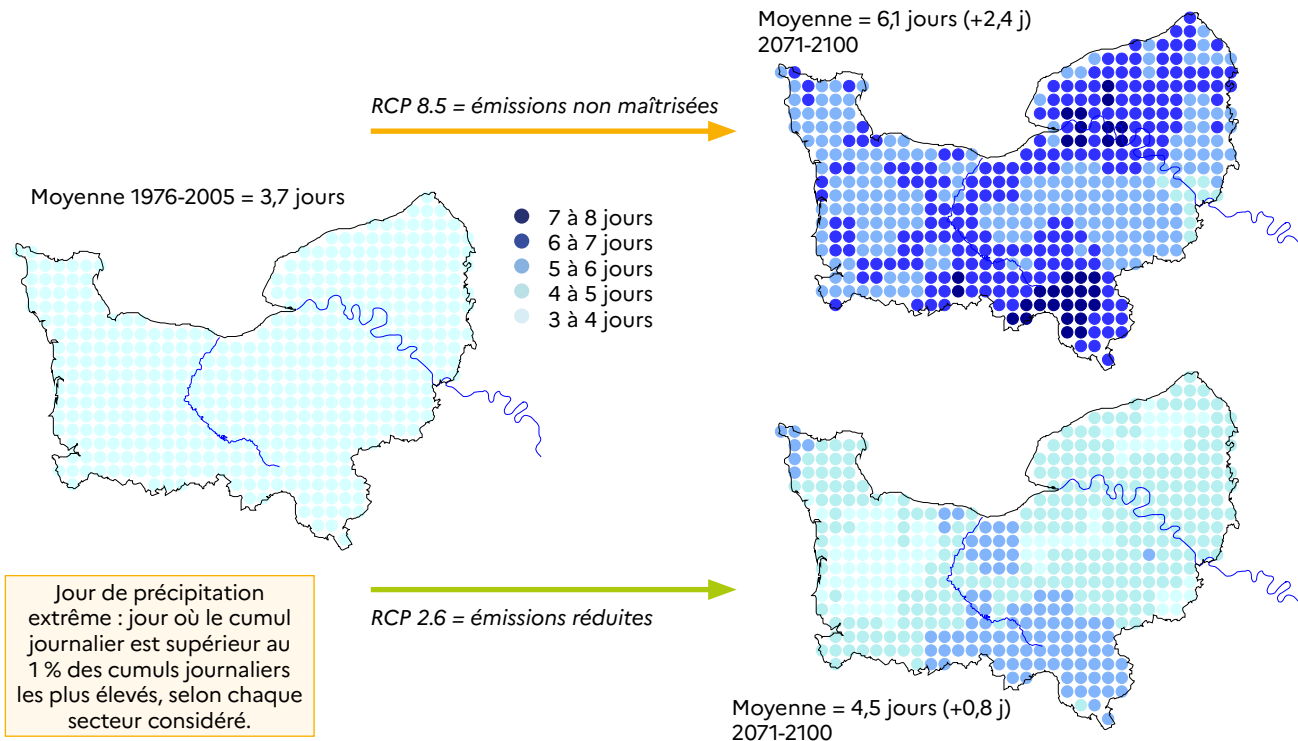 Moyenne = 6,1 jours (+2,4 j)
2071-2100
RCP 8.5 = émissions non maîtrisées
Moyenne 1976-2005 = 3,7 jours
7 à 8 jours
6 à 7 jours
5 à 6 jours
4 à 5 jours
3 à 4 jours
Jour de précipitation
extrême : jour où le cumul
journalier est supérieur au
1 % des cumuls journaliers
les plus élevés, selon chaque
secteur considéré.
RCP 2.6 = émissions réduites
Moyenne = 4,5 jours (+0,8 j)
2071-2100